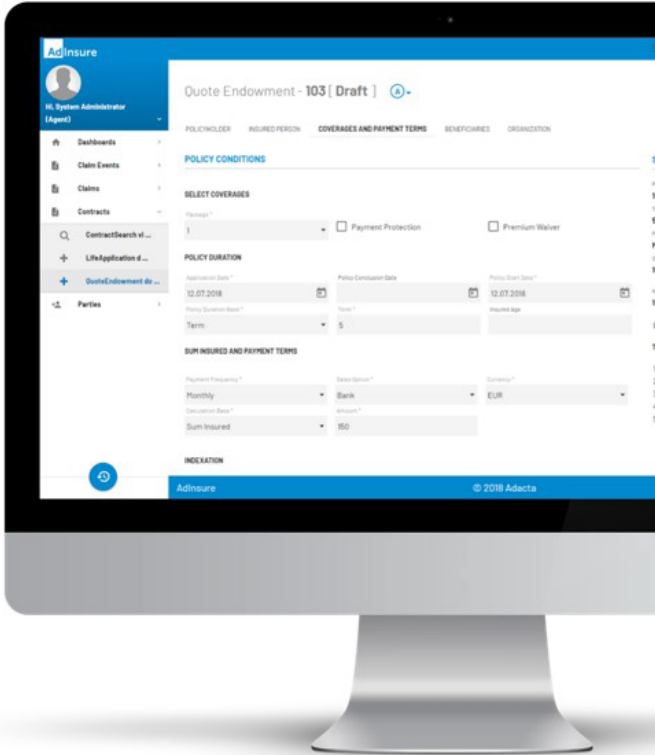 AdInsure
Hi, System Administrator
(Agent)
Dashboards
Claim Events
Claims
Contracts
ContractSearch vl ...
LifeApplication d ...
QuoteEndowment du ...
Parties
Quote Endowment - 103 [ Draft ] A
POLICYHOLDER INSURED PERSON COVERAGES AND PAYMENT TERMS BENEFICIARIES ORGANIZATION
POLICY CONDITIONS
SELECT COVERAGES
Package *
1 Payment Protection Premium Waiver
POLICY DURATION
Application Date * Policy Conclusion Date Policy Start Date *
12.07.2018 12.07.2018
Policy Duration Base * Term * Insured Age
Term 5
SUM INSURED AND PAYMENT TERMS
Payment Frequency * Sales Option * Currency *
Monthly Bank EUR
Calculation Base * Amount *
Sum Insured 150
INDEXATION
AdInsure © 2018 Adacta